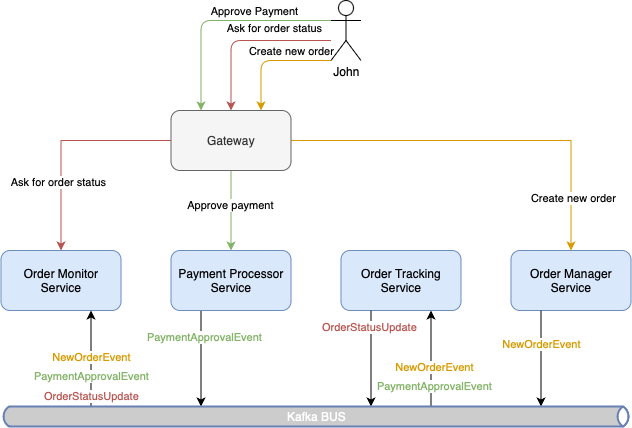 Approve Payment
Ask for order status
Create new order
John
Gateway
Ask for order status
Approve payment
Create new order
Order Monitor
Service
Payment Processor
Service
Order Tracking
Service
Order Manager
Service
NewOrderEvent
PaymentApprovalEvent
OrderStatusUpdate
PaymentApprovalEvent
OrderStatusUpdate
NewOrderEvent
PaymentApprovalEvent
NewOrderEvent
Kafka BUS